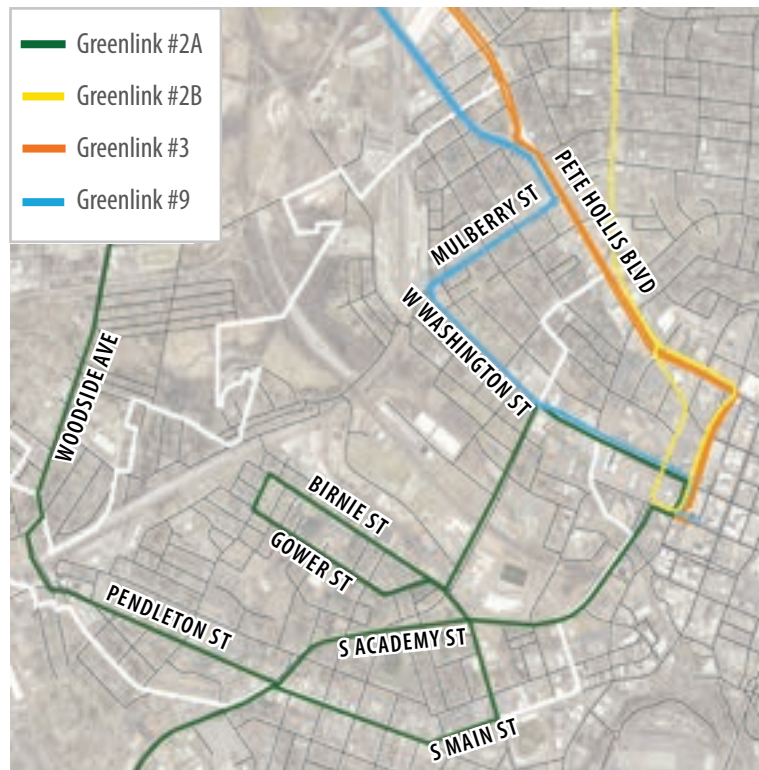 Greenlink #2A
Greenlink #2B
Greenlink #3
Greenlink #9
PETE HOLLIS BLVD
MULBERRY ST
W WASHINGTON ST
WOODSIDE AVE
BIRNIE ST
GOWER ST
PENDLETON ST
S ACADEMY ST
S MAIN ST